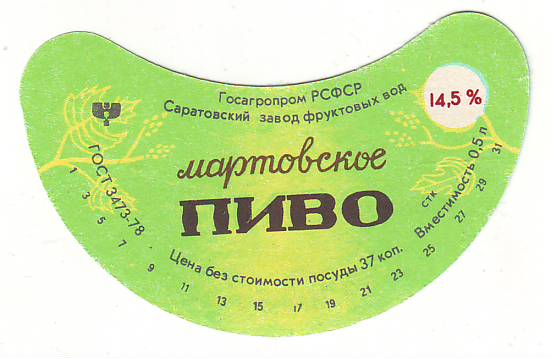 Госагропром РСФСР
Саратовский завод фруктовых вод
14,5 %
мартовское
ПИВО
ГОСТ 3473-78
Цена без стоимости посуды 37 коп.
стк
Вместимость 0,5 л
1 3 5 7 9 11 13 15 17 19 21 23 25 27 29 31